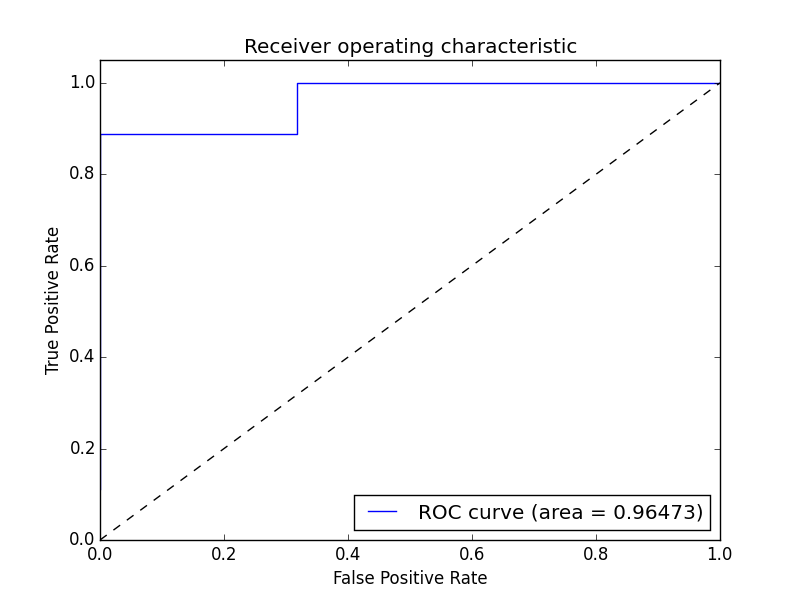 Receiver operating characteristic
1.0
0.8
0.6
0.4
0.2
0.0
True Positive Rate
0.0 0.2 0.4 0.6 0.8 1.0
False Positive Rate
ROC curve (area = 0.96473)